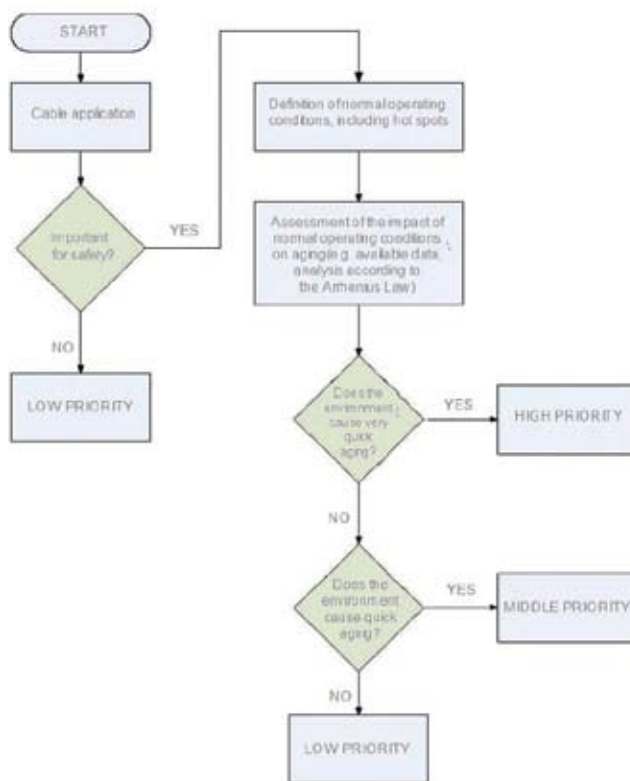 START
Cable application
Important
for safety?
YES
NO
LOW PRIORITY
Definition of normal operating
conditions, including hot spots
Assessment of the impact of
normal operating conditions
on aging(e.g. available data,
analysis according to
the Arrhenius Law)
Does the
environment
cause very
quick
aging?
YES
HIGH PRIORITY
NO
Does the
environment
cause quick
aging?
YES
MIDDLE PRIORITY
NO
LOW PRIORITY